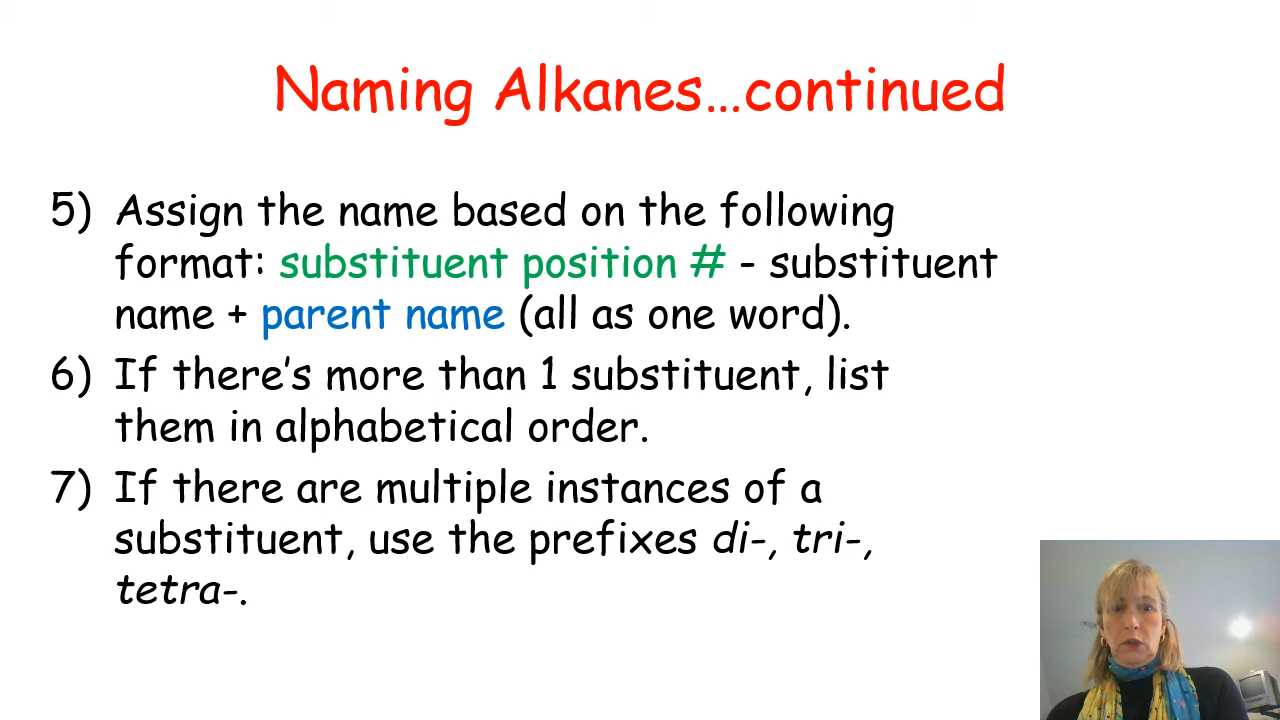 Naming Alkanes…continued
5) Assign the name based on the following
format: substituent position # - substituent
name + parent name (all as one word).
6) If there’s more than 1 substituent, list
them in alphabetical order.
7) If there are multiple instances of a
substituent, use the prefixes di-, tri-,
tetra-.